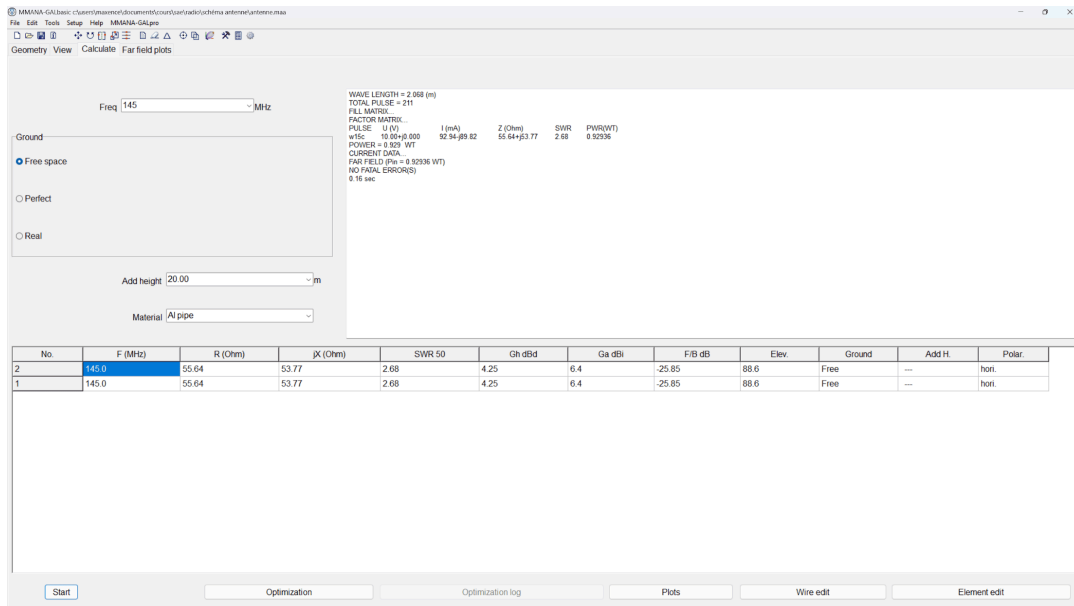 MMANA-GALbasic c:\users\maxence\documents\cours\sae\radio\schéma antenne\antenne.maa
File Edit Tools Setup Help MMANA-GALpro
Geometry View Calculate Far field plots
Freq 145 MHz
Ground
Free space
Perfect
Real
Add height 20.00 m
Material Al pipe
WAVE LENGTH = 2.068 (m)
TOTAL PULSE = 211
FILL MATRIX...
FACTOR MATRIX...
PULSE U (V) I (mA) Z (Ohm) SWR PWR(WT)
w15c 10.00+j0.000 92.94-j89.82 55.64+j53.77 2.68 0.92936
POWER = 0.929 WT
CURRENT DATA...
FAR FIELD (Pin = 0.92936 WT)
NO FATAL ERROR(S)
0.16 sec
No. F (MHz) R (Ohm) jX (Ohm) SWR 50 Gh dBd Ga dBi F/B dB Elev. Ground Add H. Polar.
2 145.0 55.64 53.77 2.68 4.25 6.4 -25.85 88.6 Free --- hori.
1 145.0 55.64 53.77 2.68 4.25 6.4 -25.85 88.6 Free --- hori.
Start Optimization Optimization log Plots Wire edit Element edit